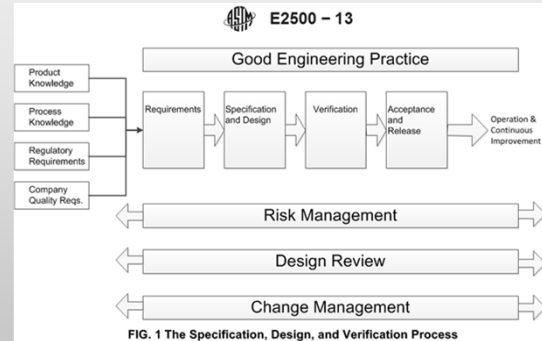 ASTM E2500 – 13
Good Engineering Practice
Product
Knowledge
Process
Knowledge
Regulatory
Requirements
Company
Quality Reqs.
Requirements
Specification
and Design
Verification
Acceptance
and
Release
Operation &
Continuous
Improvement
Risk Management
Design Review
Change Management
FIG. 1 The Specification, Design, and Verification Process